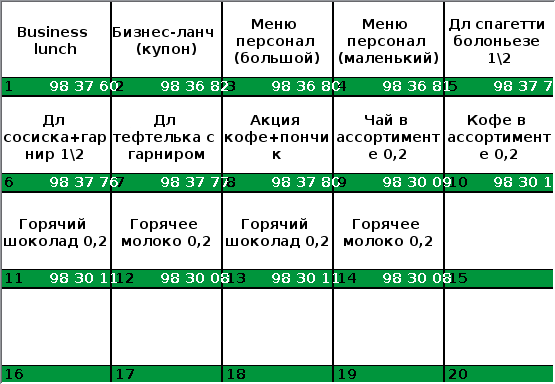 Business lunch
Бизнес-ланч (купон)
Меню персонал (большой)
Меню персонал (маленький)
Дл спагетти болоньезе 1\2
1 98 37 60
2 98 36 82
3 98 36 80
4 98 36 81
5 98 37 7
Дл сосиска+гарнир 1\2
Дл тефтелька с гарниром
Акция кофе+пончик
Чай в ассортименте 0,2
Кофе в ассортименте 0,2
6 98 37 76
7 98 37 77
8 98 37 80
9 98 30 09
10 98 30 1
Горячий шоколад 0,2
Горячее молоко 0,2
Горячий шоколад 0,2
Горячее молоко 0,2
11 98 30 11
12 98 30 08
13 98 30 11
14 98 30 08
15
16
17
18
19
20